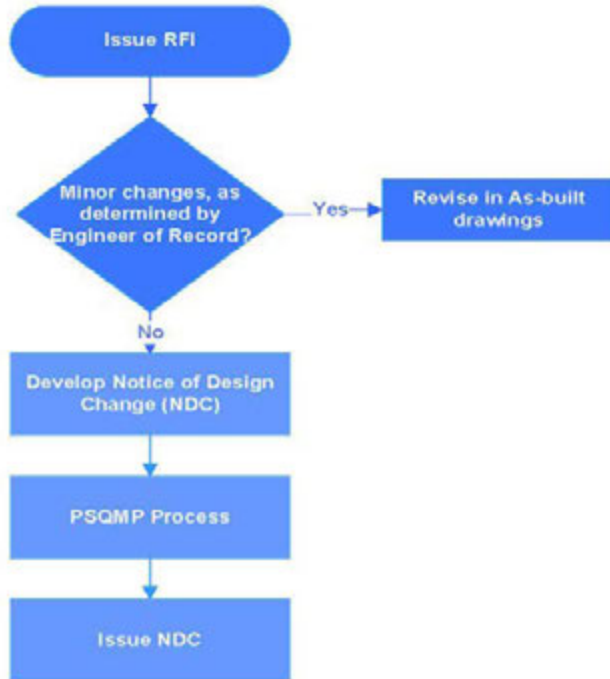 Issue RFI
Minor changes, as
determined by
Engineer of Record?
Yes
Revise in As-built
drawings
No
Develop Notice of Design
Change (NDC)
PSQMP Process
Issue NDC